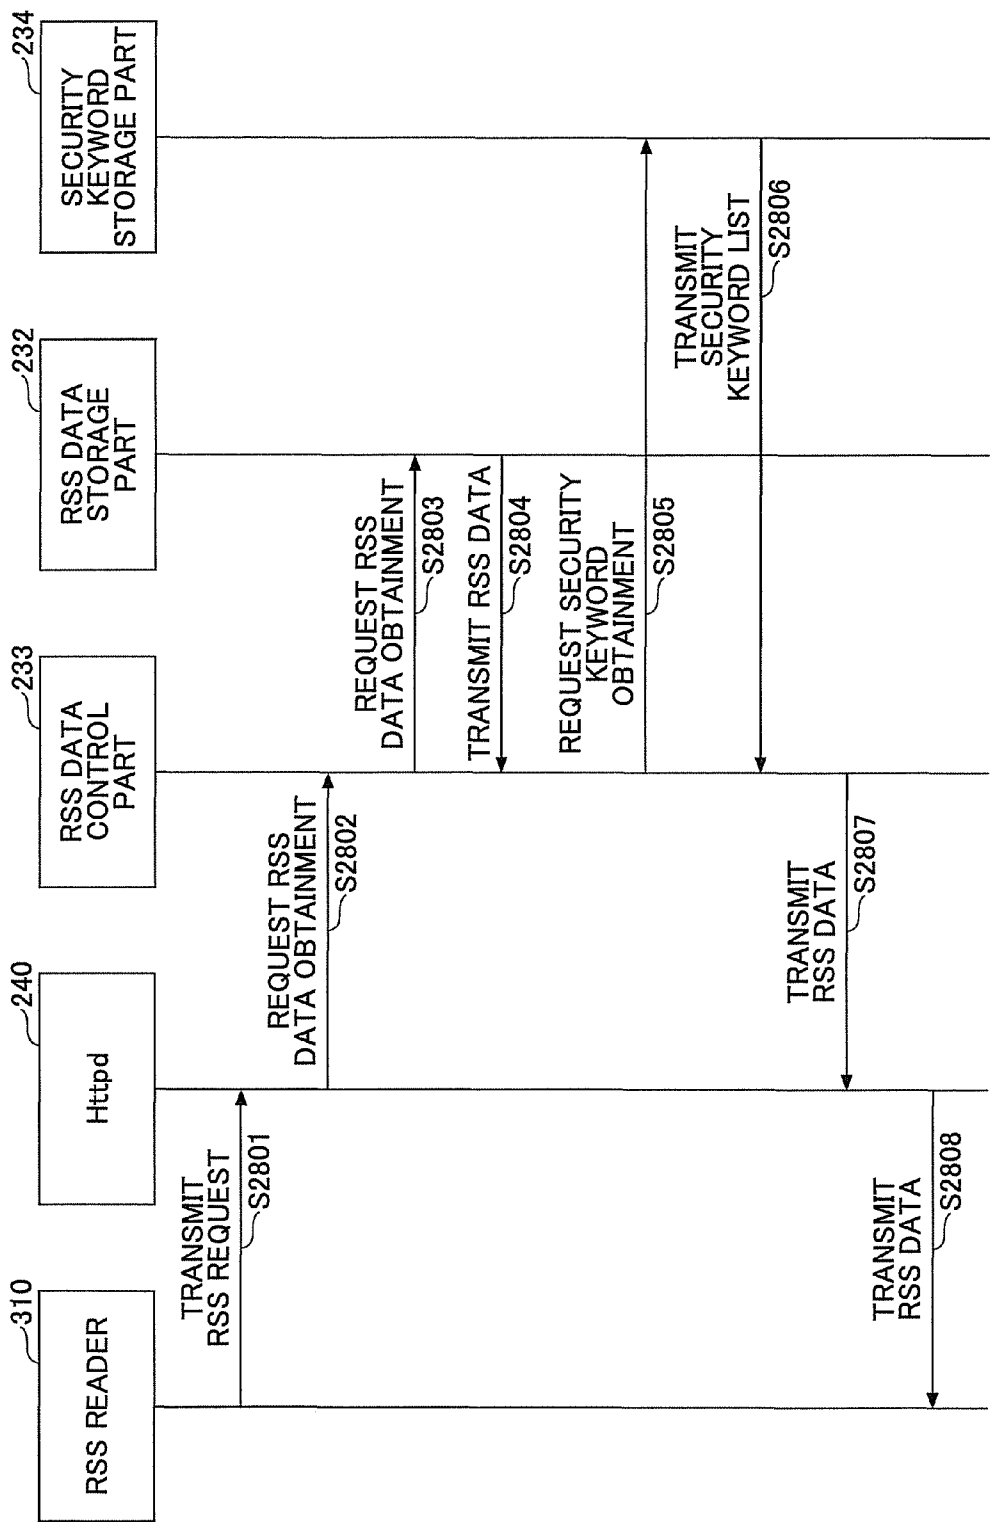 310
RSS READER
240
Httpd
233
RSS DATA
CONTROL
PART
232
RSS DATA
STORAGE
PART
234
SECURITY
KEYWORD
STORAGE PART
TRANSMIT
RSS REQUEST
S2801
REQUEST RSS
DATA OBTAINMENT
S2802
REQUEST RSS
DATA OBTAINMENT
S2803
TRANSMIT RSS DATA
S2804
REQUEST SECURITY
KEYWORD
OBTAINMENT
S2805
TRANSMIT
SECURITY
KEYWORD LIST
S2806
TRANSMIT
RSS DATA
S2807
TRANSMIT
RSS DATA
S2808